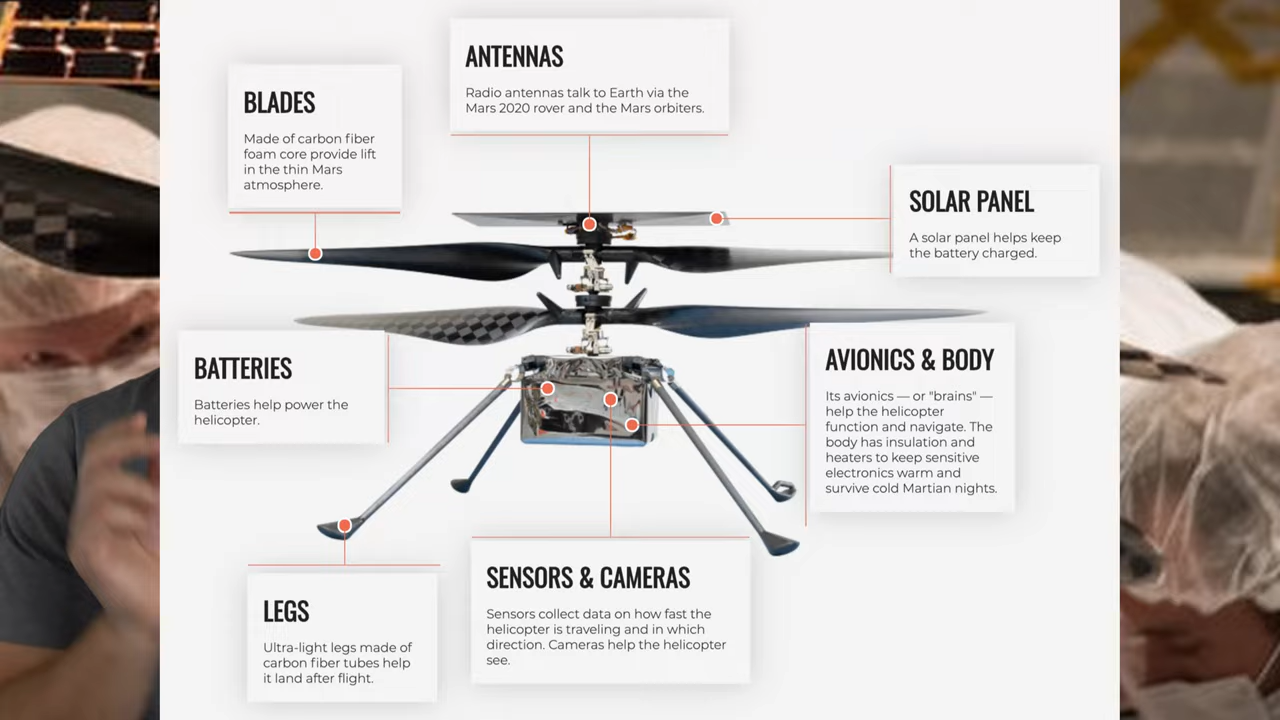 ANTENNAS
Radio antennas talk to Earth via the
Mars 2020 rover and the Mars orbiters.
BLADES
Made of carbon fiber
foam core provide lift
in the thin Mars
atmosphere.
SOLAR PANEL
A solar panel helps keep
the battery charged.
BATTERIES
Batteries help power the
helicopter.
AVIONICS & BODY
Its avionics — or "brains" —
help the helicopter
function and navigate. The
body has insulation and
heaters to keep sensitive
electronics warm and
survive cold Martian nights.
LEGS
Ultra-light legs made of
carbon fiber tubes help
it land after flight.
SENSORS & CAMERAS
Sensors collect data on how fast the
helicopter is traveling and in which
direction. Cameras help the helicopter
see.